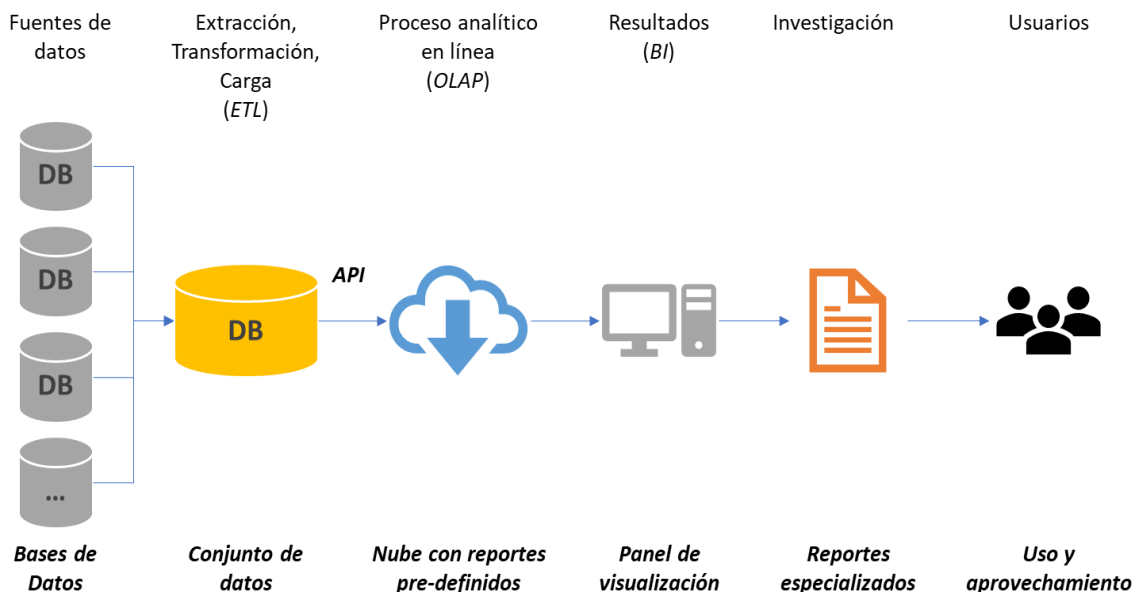 Fuentes de
datos
Extracción,
Transformación,
Carga
(ETL)
Proceso analítico
en línea
(OLAP)
Resultados
(BI)
Investigación
Usuarios
DB
DB
DB
...
DB
API
Bases de
Datos
Conjunto de
datos
Nube con reportes
pre-definidos
Panel de
visualización
Reportes
especializados
Uso y
aprovechamiento